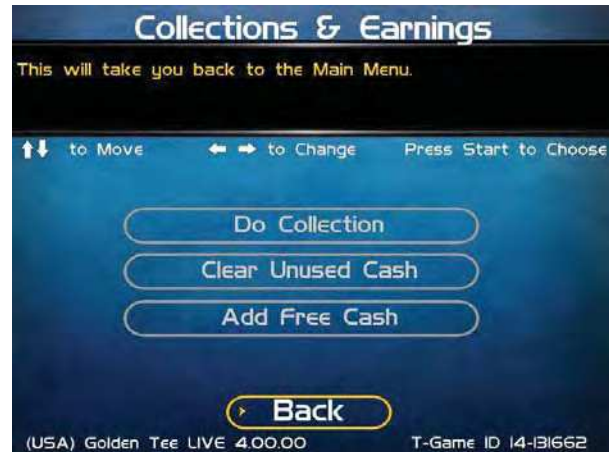 Collections & Earnings
This will take you back to the Main Menu.
to Move to Change Press Start to Choose
Do Collection
Clear Unused Cash
Add Free Cash
Back
(USA) Golden Tee LIVE 4.00.00 T-Game ID 14-131662